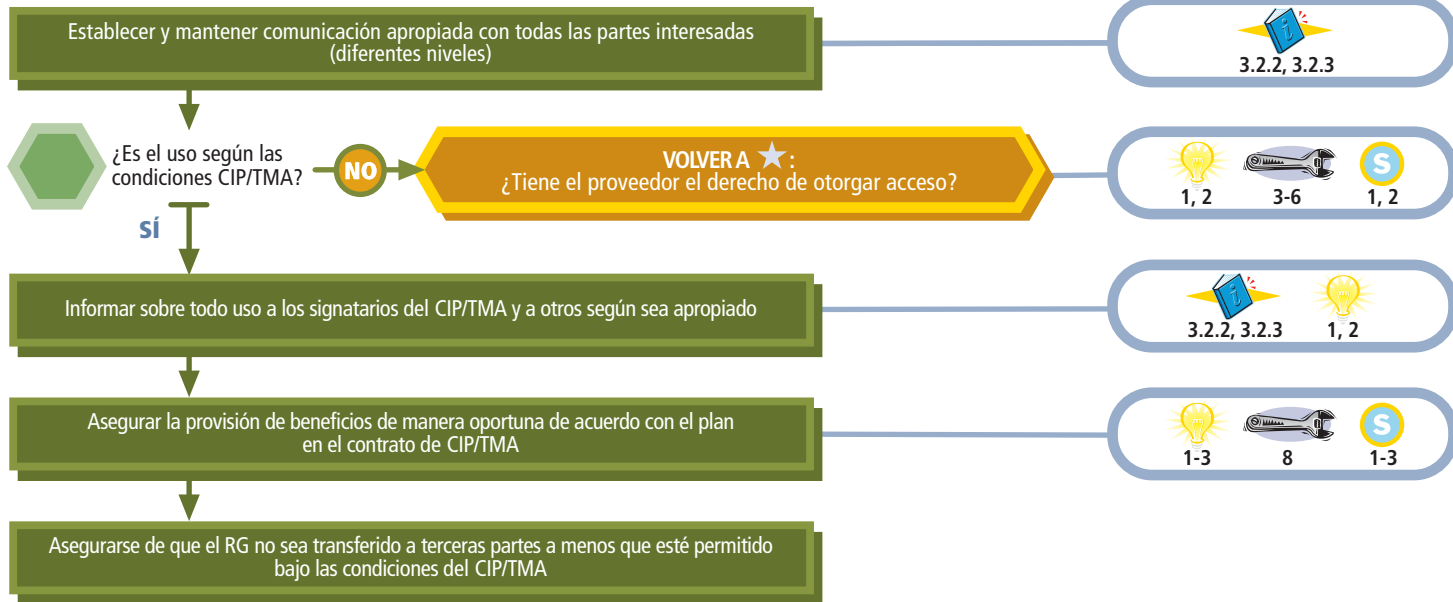 Establecer y mantener comunicación apropiada con todas las partes interesadas
(diferentes niveles)
i
3.2.2, 3.2.3
¿Es el uso según las
condiciones CIP/TMA?
NO
VOLVER A ★ :
¿Tiene el proveedor el derecho de otorgar acceso?
S
1, 2 3-6 1, 2
SÍ
Informar sobre todo uso a los signatarios del CIP/TMA y a otros según sea apropiado
i
3.2.2, 3.2.3 1, 2
Asegurar la provisión de beneficios de manera oportuna de acuerdo con el plan
en el contrato de CIP/TMA
S
1-3 8 1-3
Asegurarse de que el RG no sea transferido a terceras partes a menos que esté permitido
bajo las condiciones del CIP/TMA